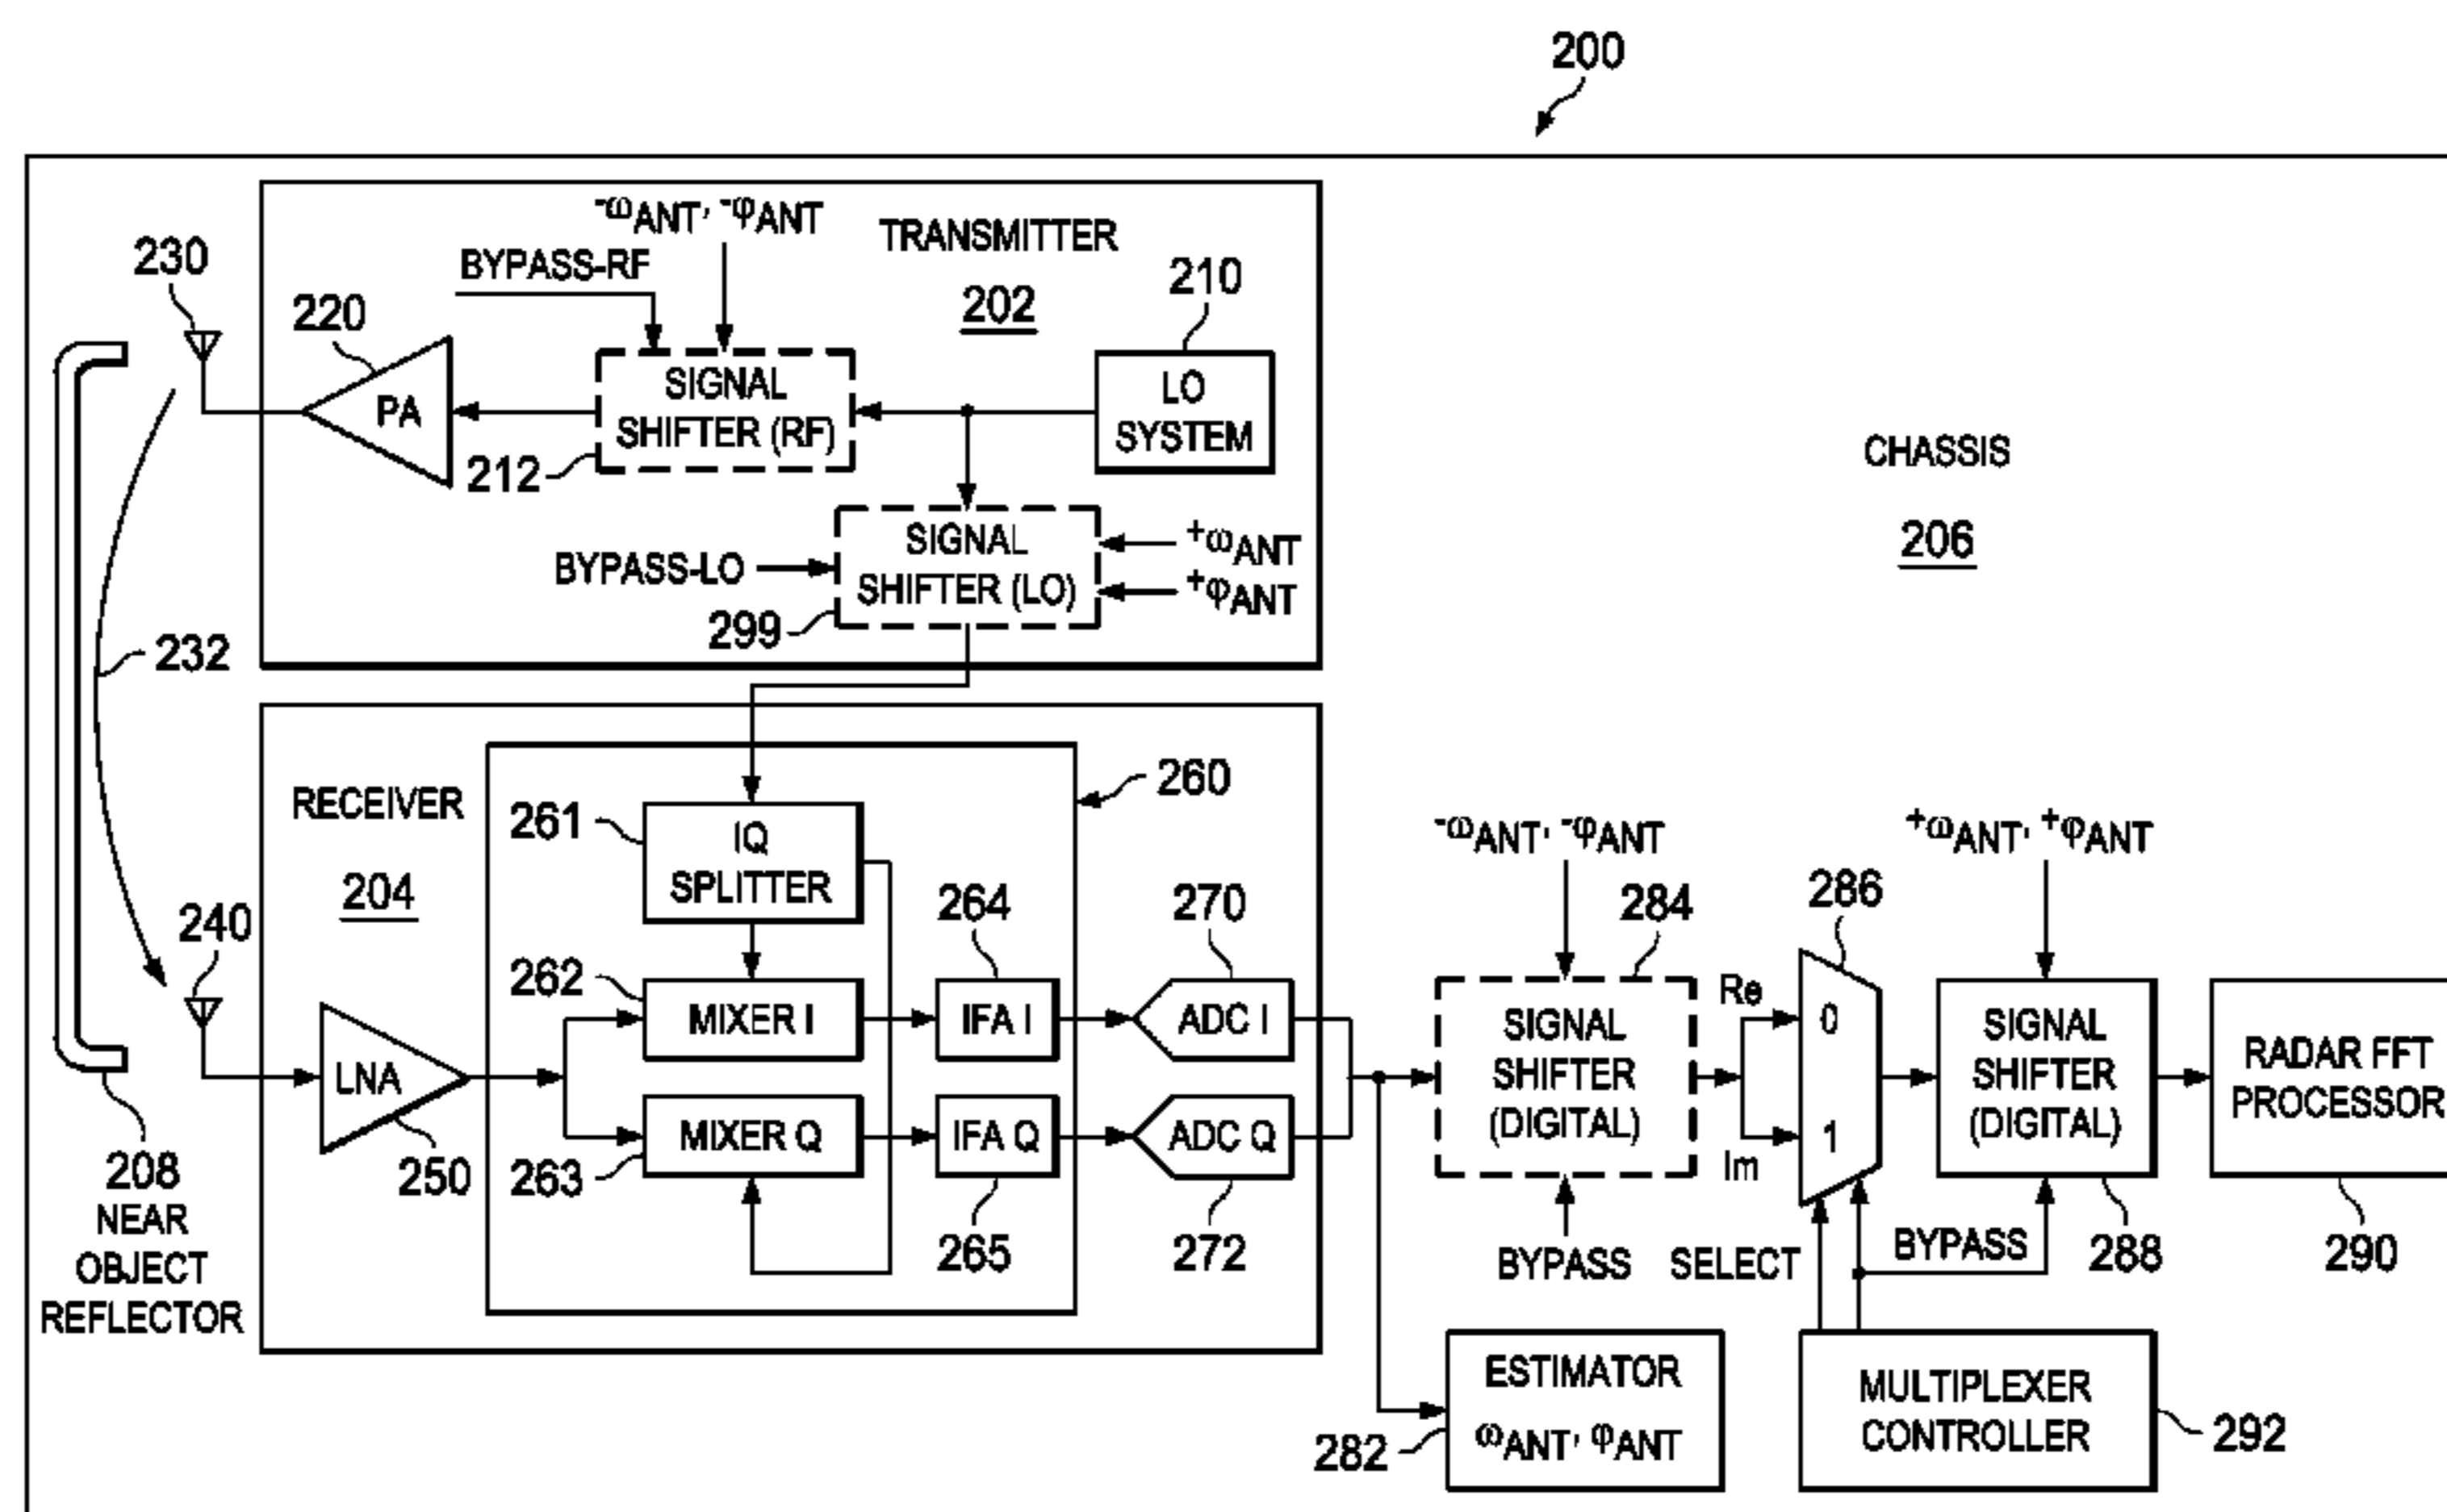 200
-ωANT, -φANT
TRANSMITTER
202
BYPASS-RF
230
220
210
PA
SIGNAL
SHIFTER (RF)
212
LO
SYSTEM
CHASSIS
206
SIGNAL
SHIFTER (LO)
BYPASS-LO
+ωANT
+φANT
299
232
RECEIVER
204
260
261
IQ
SPLITTER
-ωANT, -φANT
+ωANT, +φANT
240
264
270
284
286
262
MIXER I
IFA I
ADC I
Re
0
SIGNAL
SHIFTER
(DIGITAL)
SIGNAL
SHIFTER
(DIGITAL)
RADAR FFT
PROCESSOR
LNA
250
MIXER Q
IFA Q
ADC Q
1
Im
263
265
272
208
NEAR
OBJECT
REFLECTOR
BYPASS
SELECT
BYPASS
288
290
ESTIMATOR
ωANT, φANT
282
MULTIPLEXER
CONTROLLER
292